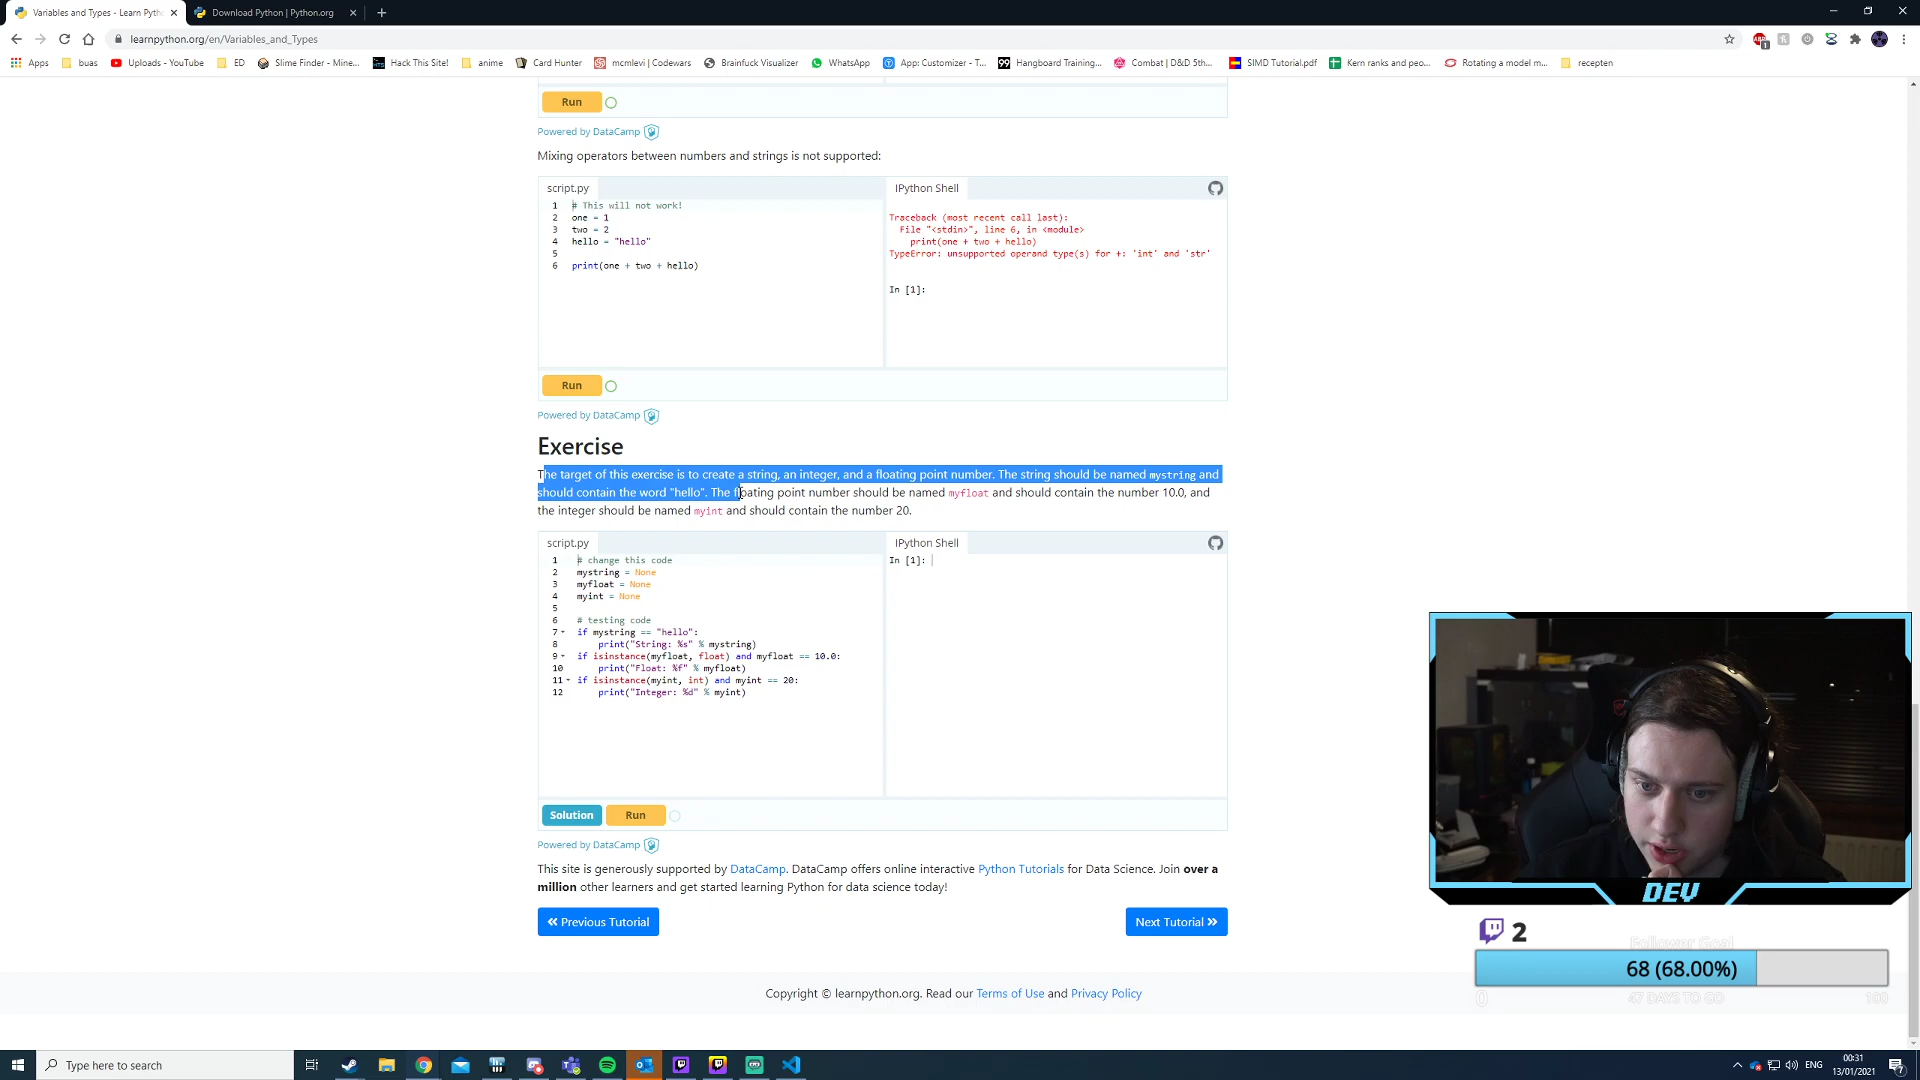 Variables and Types - Learn Pyth
Download Python | Python.org
learnpython.org/en/Variables_and_Types
Apps
buas
Uploads - YouTube
ED
Slime Finder - Mine...
Hack This Site!
anime
Card Hunter
mcmlevi | Codewars
Brainfuck Visualizer
WhatsApp
App: Customizer - T...
Hangboard Training...
Combat | D&D 5th...
SIMD Tutorial.pdf
Kern ranks and peo...
Rotating a model m...
recepten
Run
Powered by DataCamp
Mixing operators between numbers and strings is not supported:
script.py
1 # This will not work!
2 one = 1
3 two = 2
4 hello = "hello"
5
6 print(one + two + hello)
IPython Shell
Traceback (most recent call last):
File "<stdin>", line 6, in <module>
print(one + two + hello)
TypeError: unsupported operand type(s) for +: 'int' and 'str'
In [1]:
Run
Powered by DataCamp
Exercise
The target of this exercise is to create a string, an integer, and a floating point number. The string should be named mystring and
should contain the word "hello". The floating point number should be named myfloat and should contain the number 10.0, and
the integer should be named myint and should contain the number 20.
script.py
1 # change this code
2 mystring = None
3 myfloat = None
4 myint = None
5
6 # testing code
7 if mystring == "hello":
8 print("String: %s" % mystring)
9 if isinstance(myfloat, float) and myfloat == 10.0:
10 print("Float: %f" % myfloat)
11 if isinstance(myint, int) and myint == 20:
12 print("Integer: %d" % myint)
IPython Shell
In [1]:
Solution
Run
Powered by DataCamp
This site is generously supported by DataCamp. DataCamp offers online interactive Python Tutorials for Data Science. Join over a
million other learners and get started learning Python for data science today!
« Previous Tutorial
Next Tutorial »
Copyright © learnpython.org. Read our Terms of Use and Privacy Policy
DEV
2
Follower Goal
68 (68.00%)
0
47 DAYS TO GO
100
Type here to search
ENG
00:31
13/01/2021